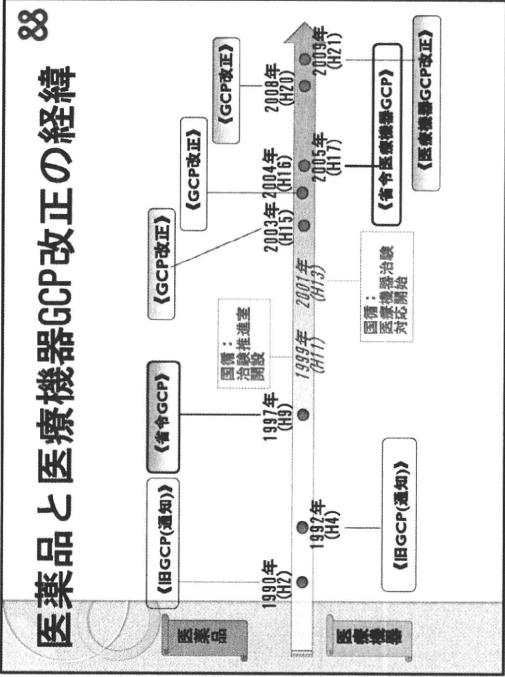 医薬品と医療機器GCP改正の経緯
88
医薬品
《旧GCP(通知)》
《省令GCP》
《GCP改正》
《GCP改正》
《GCP改正》
国循：
治験推進室
開設
1990年
(H2)
1992年
(H4)
1997年
(H9)
1999年
(H11)
2001年
(H13)
2003年
(H15)
2004年
(H16)
2005年
(H17)
2008年
(H20)
2009年
(H21)
国循：
医療機器治験
対応開始
医療機器
《旧GCP(通知)》
《省令医療機器GCP》
《医療機器GCP改正》